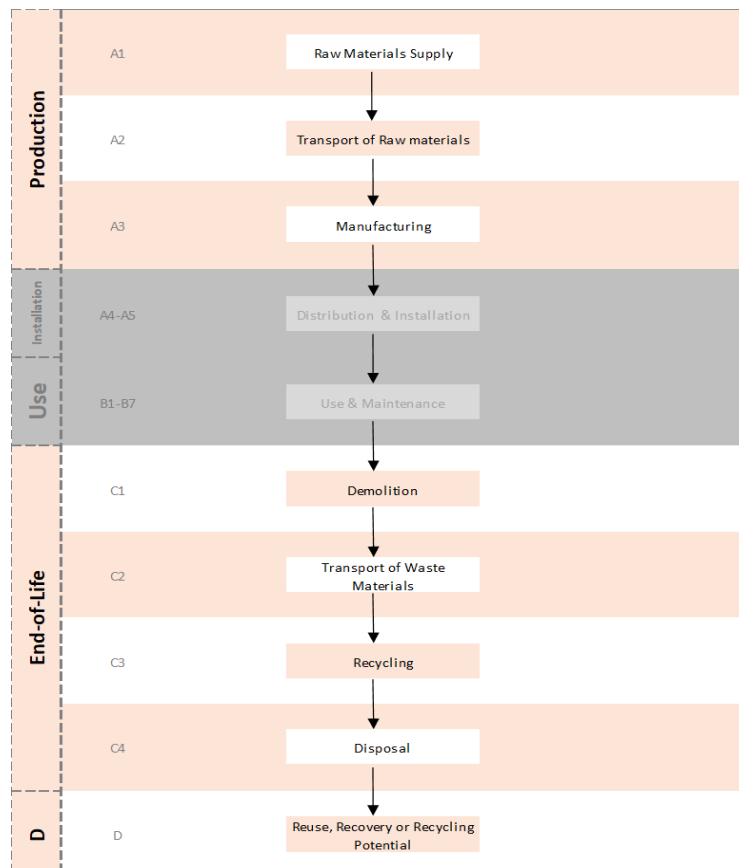 Production
A1
Raw Materials Supply
A2
Transport of Raw materials
A3
Manufacturing
Installation
A4-A5
Distribution & Installation
Use
B1-B7
Use & Maintenance
End-of-Life
C1
Demolition
C2
Transport of Waste
Materials
C3
Recycling
C4
Disposal
D
D
Reuse, Recovery or Recycling
Potential